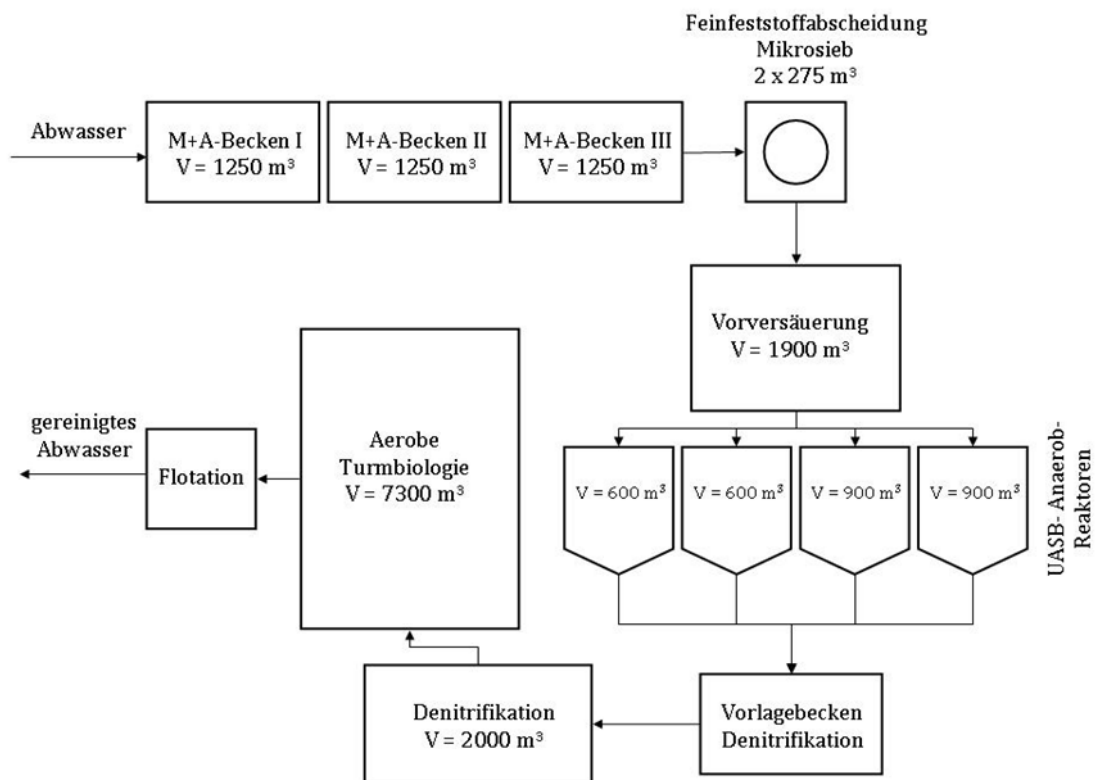 Feinfeststoffabscheidung
Mikrosieb
2 x 275 m³
Abwasser
M+A-Becken I
V = 1250 m³
M+A-Becken II
V = 1250 m³
M+A-Becken III
V = 1250 m³
Vorversäuerung
V = 1900 m³
gereinigtes
Abwasser
Flotation
Aerobe
Turmbiologie
V = 7300 m³
V = 600 m³
V = 600 m³
V = 900 m³
V = 900 m³
UASB- Anaerob-
Reaktoren
Denitrifikation
V = 2000 m³
Vorlagebecken
Denitrifikation